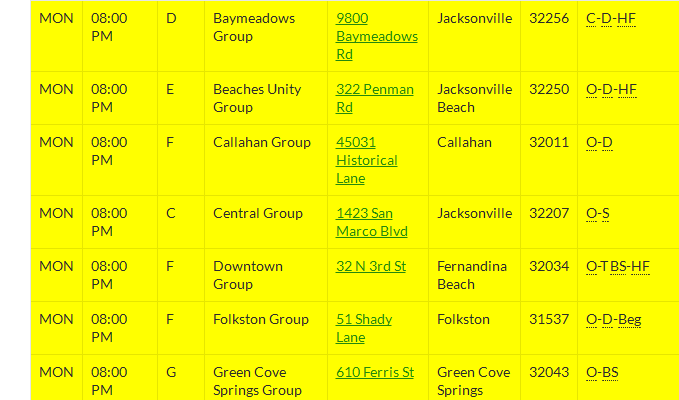 MON 08:00 PM D Baymeadows Group 9800 Baymeadows Rd Jacksonville 32256 C-D-HF
MON 08:00 PM E Beaches Unity Group 322 Penman Rd Jacksonville Beach 32250 O-D-HF
MON 08:00 PM F Callahan Group 45031 Historical Lane Callahan 32011 O-D
MON 08:00 PM C Central Group 1423 San Marco Blvd Jacksonville 32207 O-S
MON 08:00 PM F Downtown Group 32 N 3rd St Fernandina Beach 32034 O-T BS-HF
MON 08:00 PM F Folkston Group 51 Shady Lane Folkston 31537 O-D-Beg
MON 08:00 PM G Green Cove Springs Group 610 Ferris St Green Cove Springs 32043 O-BS